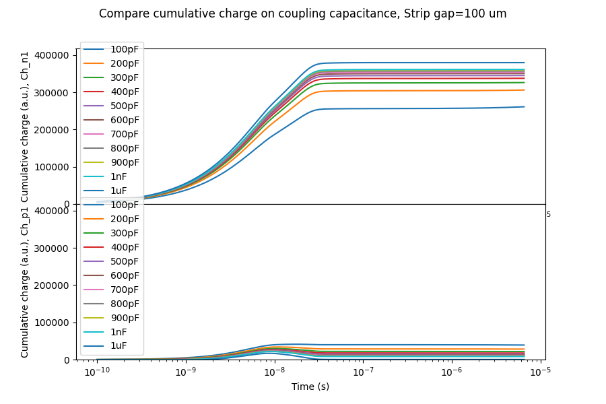 Compare cumulative charge on coupling capacitance, Strip gap=100 um
Cumulative charge (a.u.), Ch_n1
400000
300000
200000
100000
0
100pF
200pF
300pF
400pF
500pF
600pF
700pF
800pF
900pF
1nF
1uF
5
Cumulative charge (a.u.), Ch_p1
400000
300000
200000
100000
0
100pF
200pF
300pF
400pF
500pF
600pF
700pF
800pF
900pF
1nF
1uF
10⁻¹⁰ 10⁻⁹ 10⁻⁸ 10⁻⁷ 10⁻⁶ 10⁻⁵
Time (s)